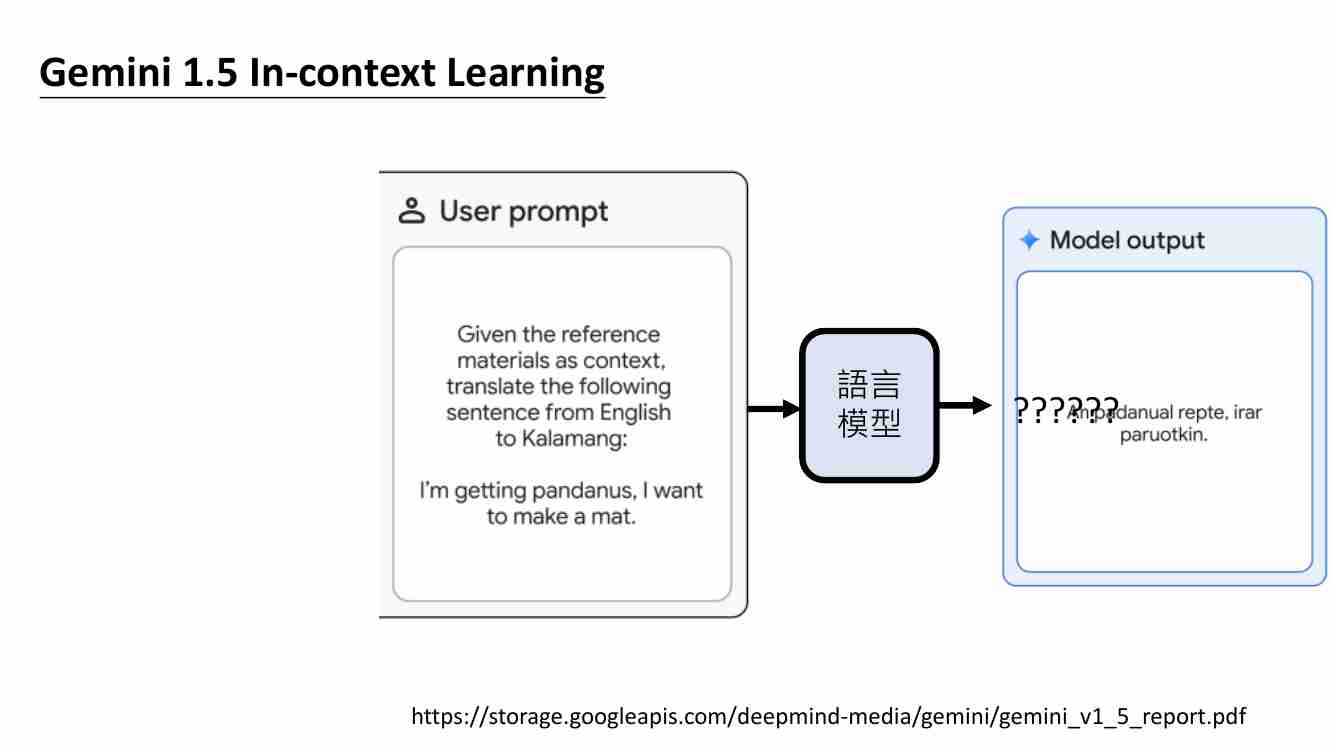 Gemini 1.5 In-context Learning
User prompt
Given the reference
materials as context,
translate the following
sentence from English
to Kalamang:
I'm getting pandanus, I want
to make a mat.
語言
模型
??????
Model output
An padanual repte, irar
paruotkin.
https://storage.googleapis.com/deepmind-media/gemini/gemini_v1_5_report.pdf